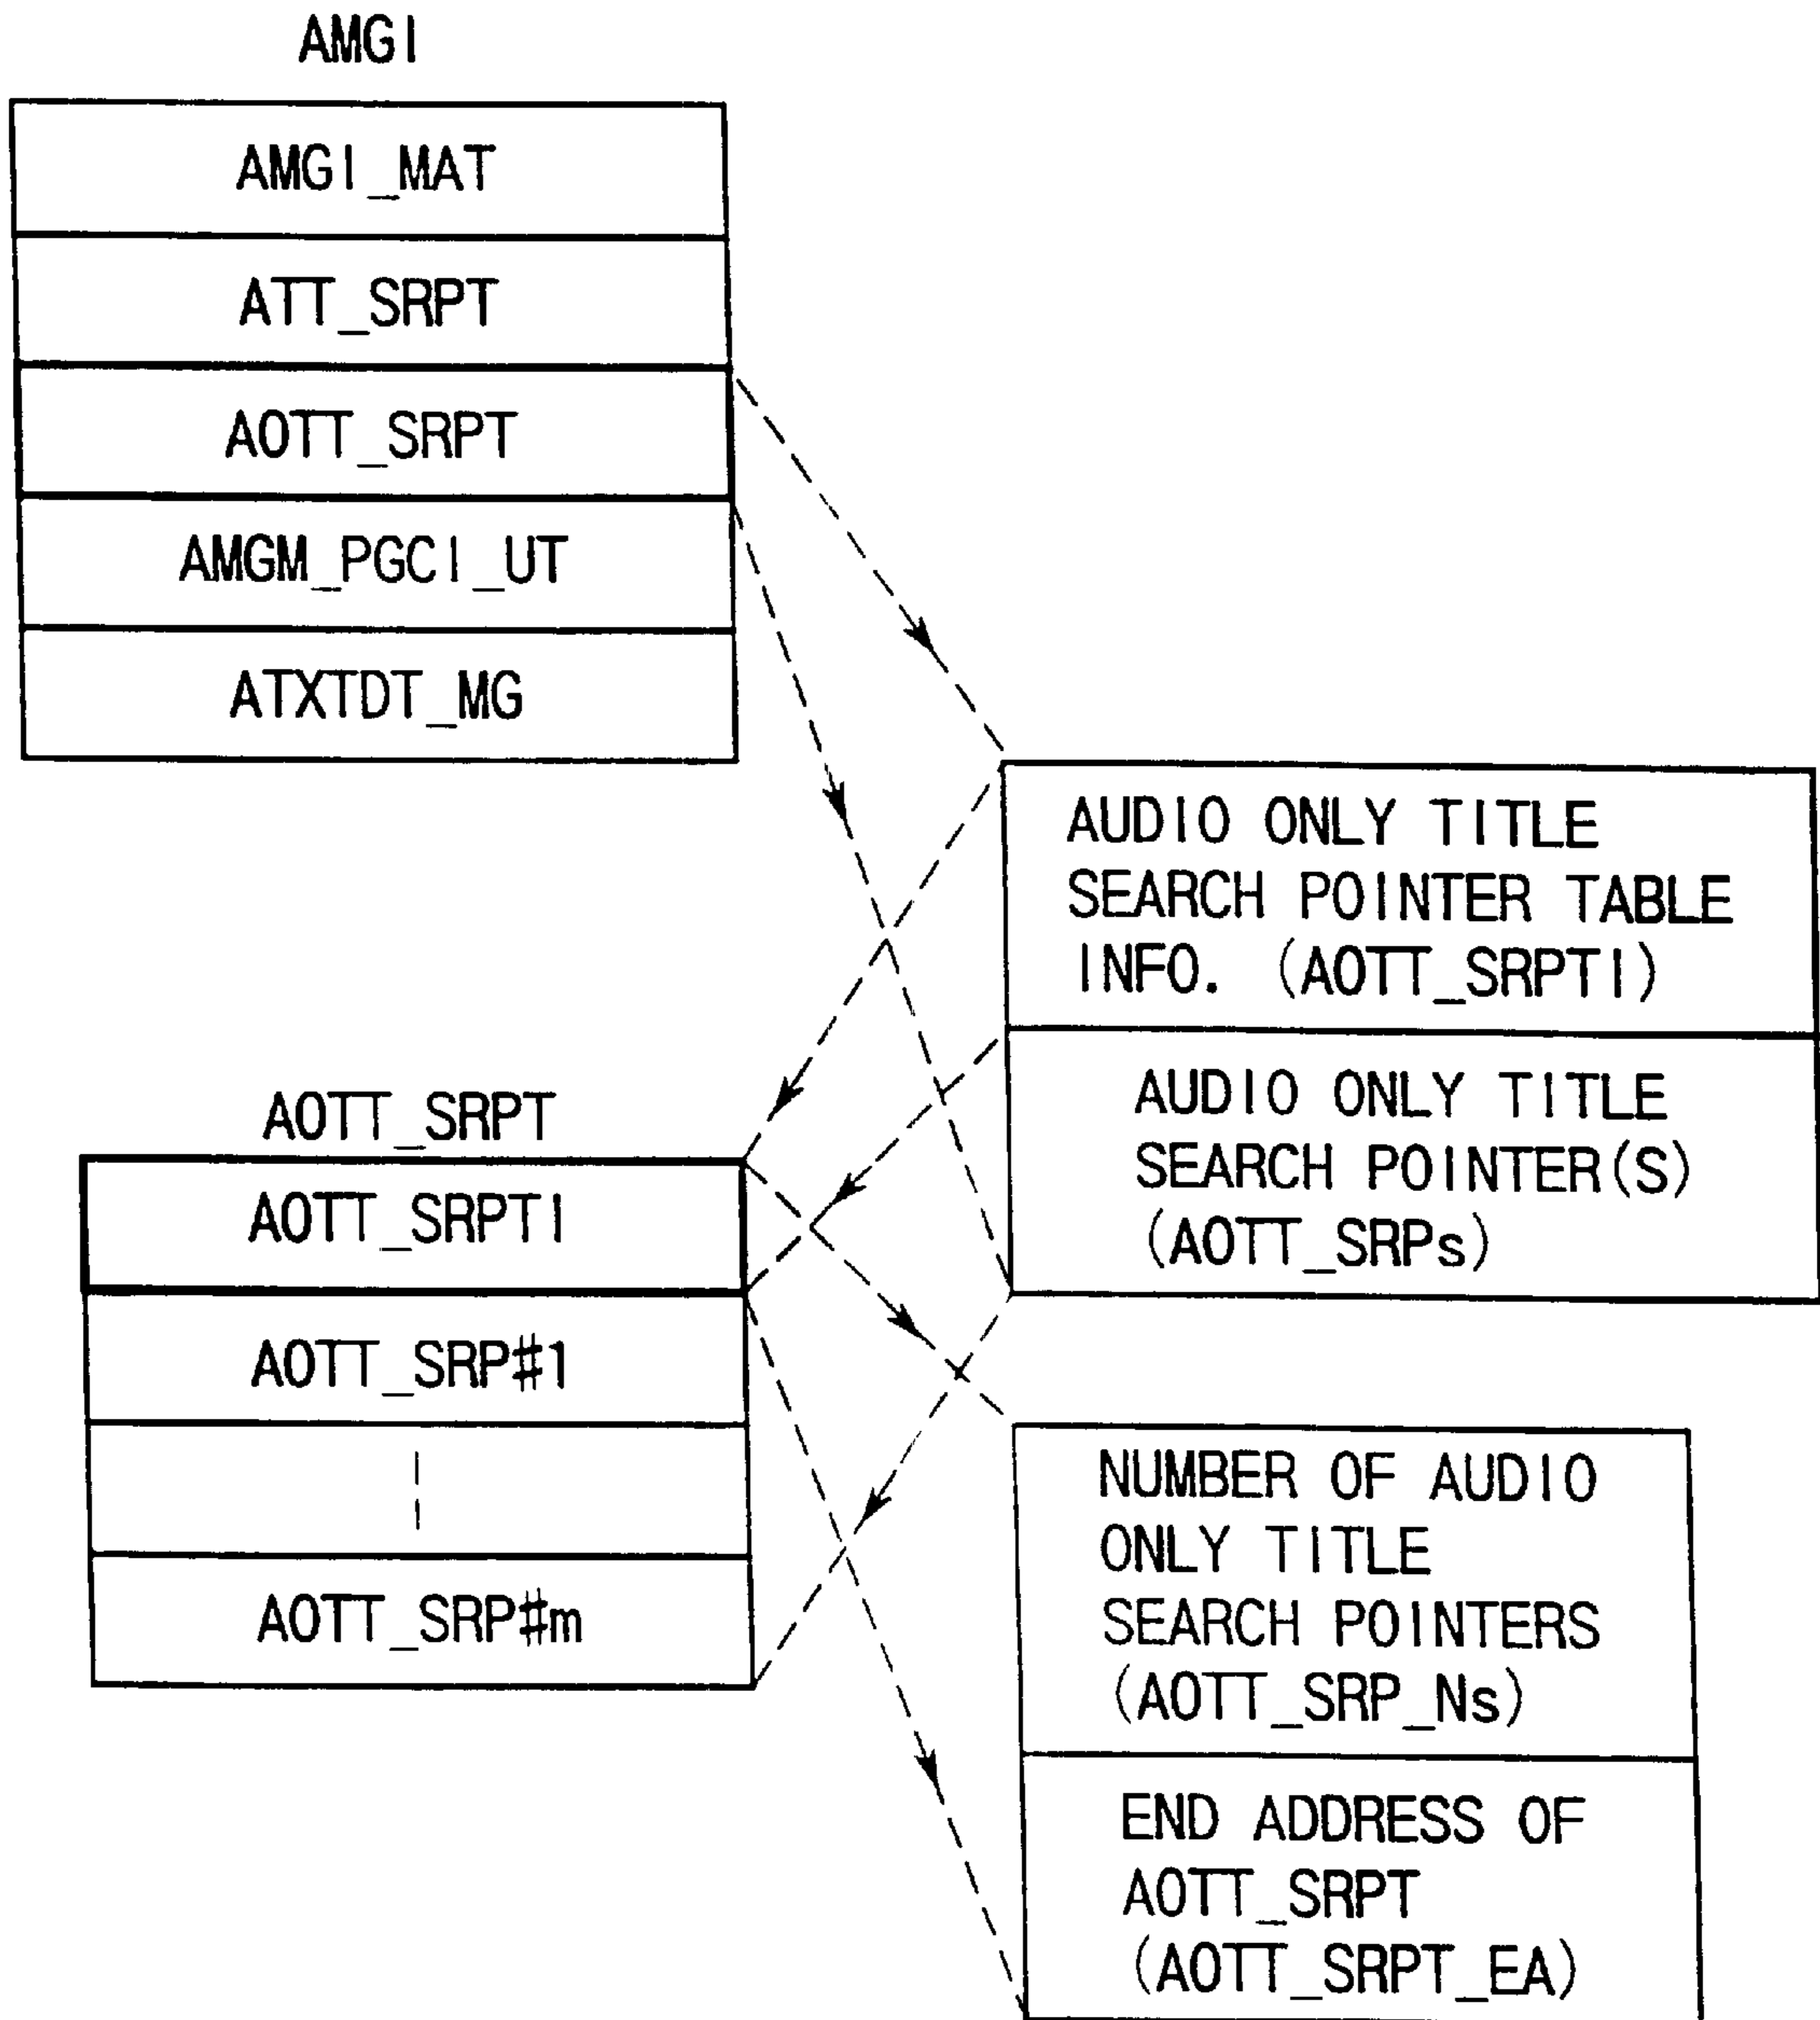 AMGI
AMGI_MAT
ATT_SRPT
AOTT_SRPT
AMGM_PGCI_UT
ATXTDT_MG
AUDIO ONLY TITLE
SEARCH POINTER TABLE
INFO. (AOTT_SRPTI)
AUDIO ONLY TITLE
SEARCH POINTER(S)
(AOTT_SRPs)
AOTT_SRPT
AOTT_SRPTI
AOTT_SRP#1
AOTT_SRP#m
NUMBER OF AUDIO
ONLY TITLE
SEARCH POINTERS
(AOTT_SRP_Ns)
END ADDRESS OF
AOTT_SRPT
(AOTT_SRPT_EA)